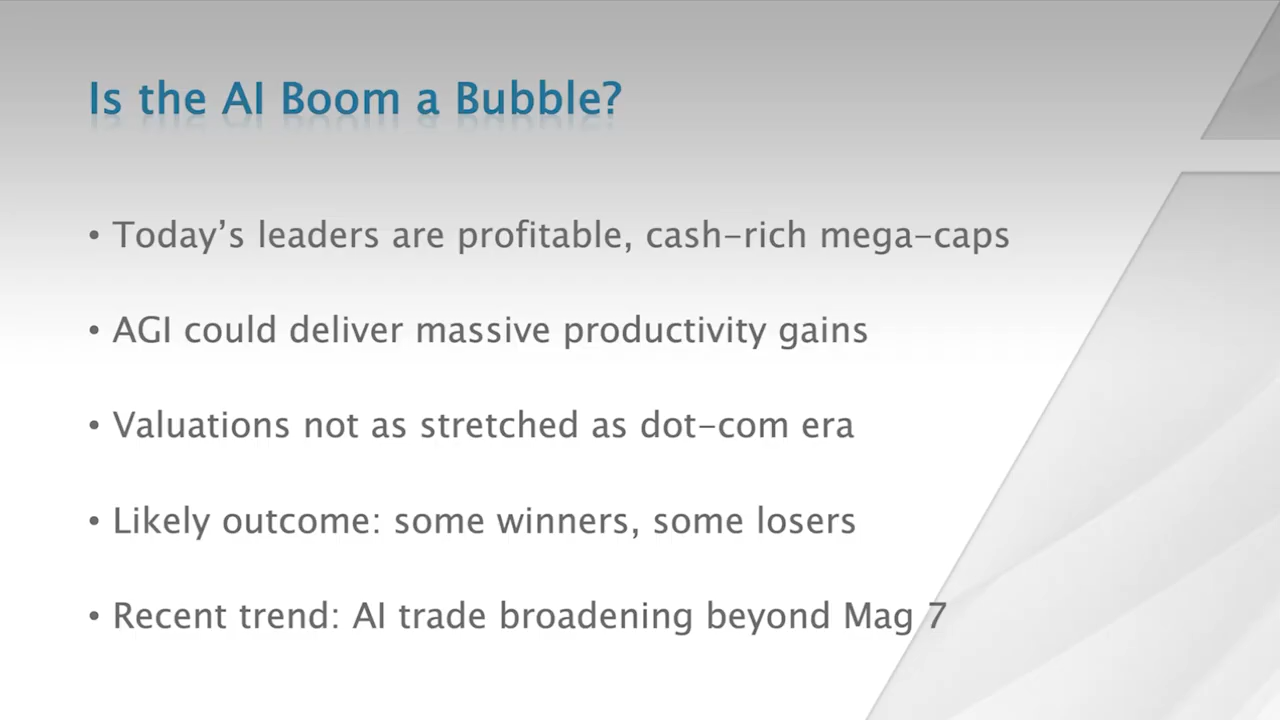 Is the AI Boom a Bubble?
• Today’s leaders are profitable, cash-rich mega-caps
• AGI could deliver massive productivity gains
• Valuations not as stretched as dot-com era
• Likely outcome: some winners, some losers
• Recent trend: AI trade broadening beyond Mag 7